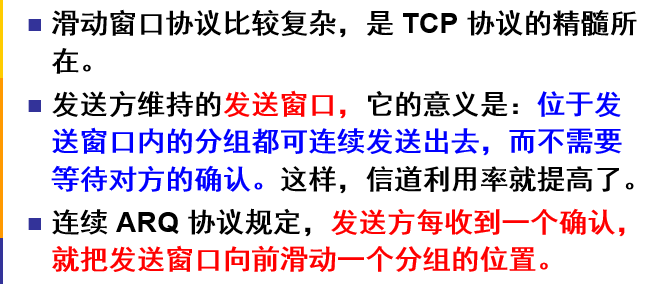 滑动窗口协议比较复杂，是 TCP 协议的精髓所
在。
发送方维持的发送窗口，它的意义是：位于发
送窗口内的分组都可连续发送出去，而不需要
等待对方的确认。这样，信道利用率就提高了。
连续 ARQ 协议规定，发送方每收到一个确认，
就把发送窗口向前滑动一个分组的位置。